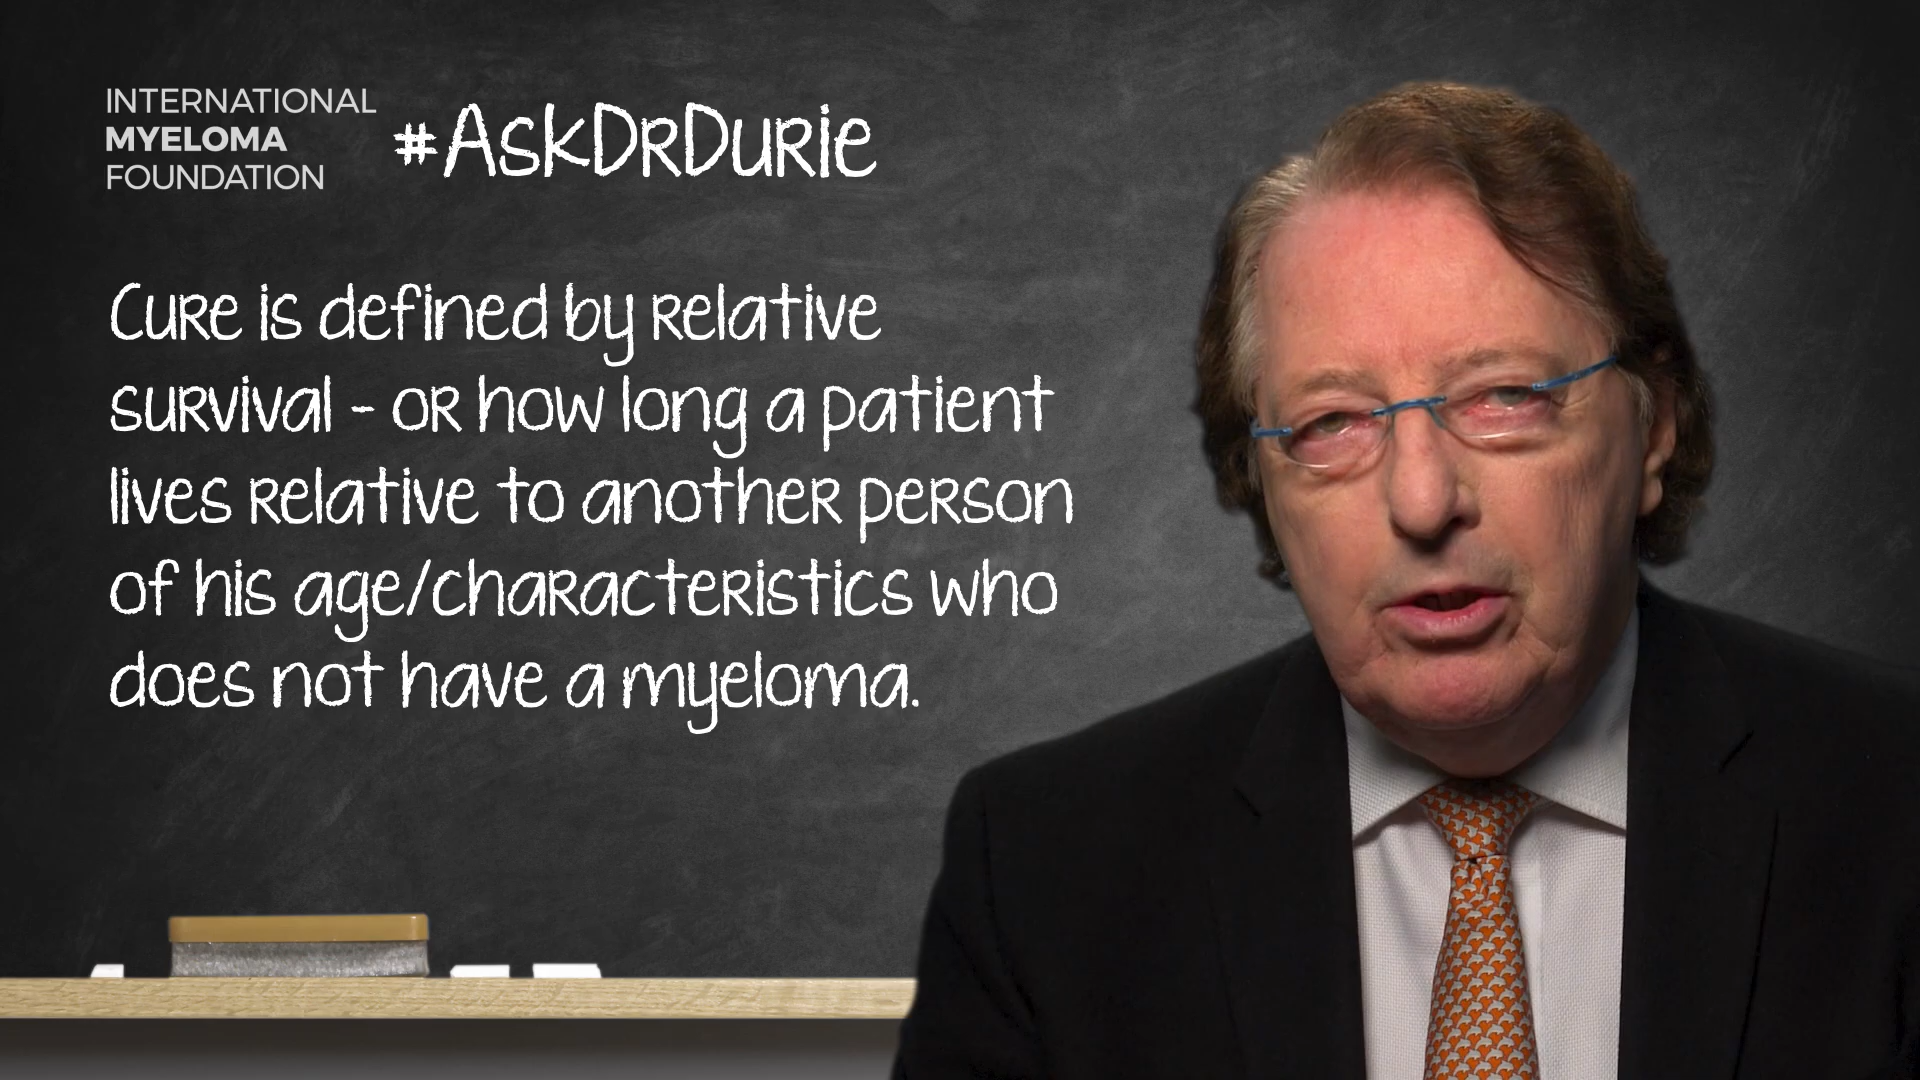 INTERNATIONAL
MYELOMA
FOUNDATION
#AskDrDurie
Cure is defined by relative
survival - or how long a patient
lives relative to another person
of his age/characteristics who
does not have a myeloma.